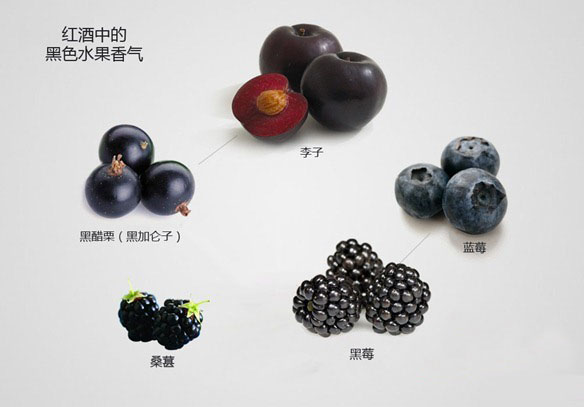 红酒中的
黑色水果香气
李子
黑醋栗（黑加仑子）
蓝莓
桑葚
黑莓